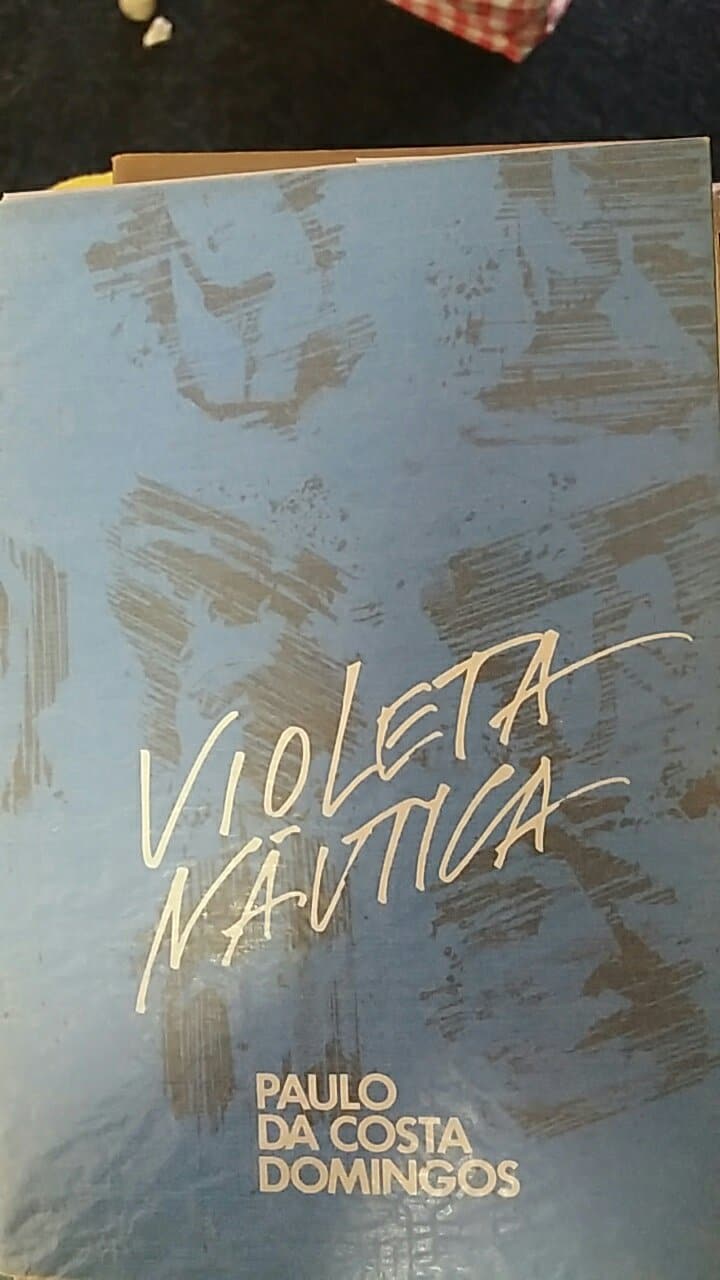 VIOLETA
NÁUTICA
PAULO
DA COSTA
DOMINGOS